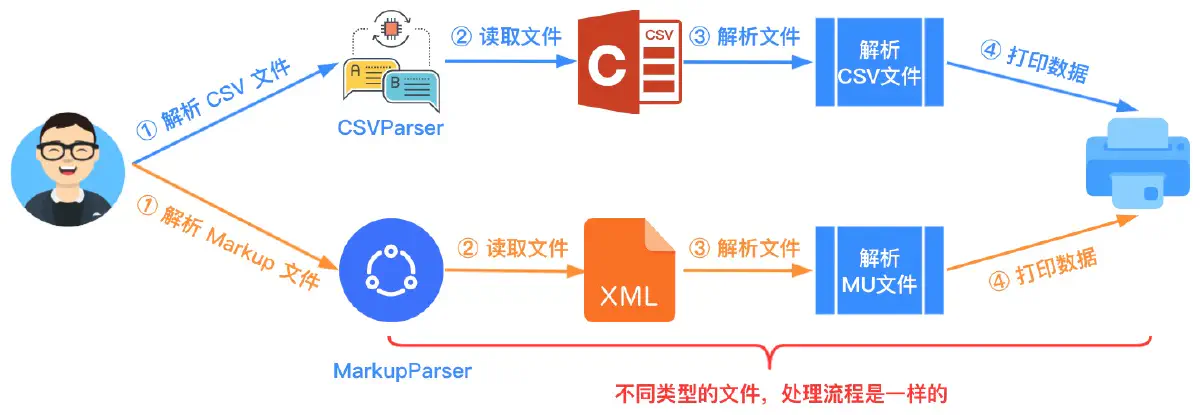 ① 解析 CSV 文件
A
B
CSVParser
② 读取文件
C
CSV
③ 解析文件
解析
CSV文件
④ 打印数据
① 解析 Markup 文件
MarkupParser
② 读取文件
XML
③ 解析文件
解析
MU文件
④ 打印数据
不同类型的文件，处理流程是一样的